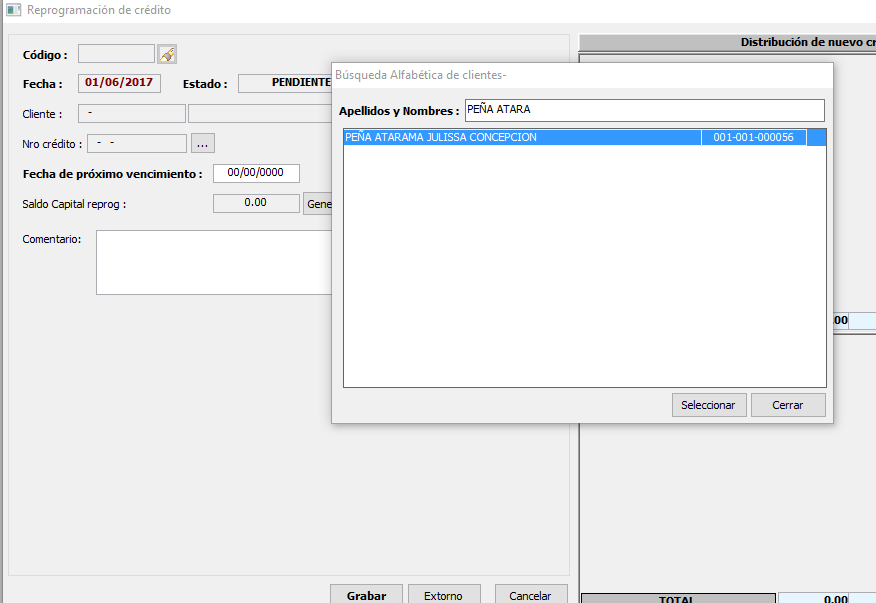 Reprogramación de crédito
Código :
Distribución de nuevo cr
Fecha : 01/06/2017 Estado : PENDIENTE
Búsqueda Alfabética de clientes-
Cliente : -
Apellidos y Nombres : PEÑA ATARA
Nro crédito : - - ...
PEÑA ATARAMA JULISSA CONCEPCION 001-001-000056
Fecha de próximo vencimiento : 00/00/0000
Saldo Capital reprog : 0.00 Gene
Comentario:
00
Seleccionar Cerrar
Grabar Extorno Cancelar
TOTAL 0.00